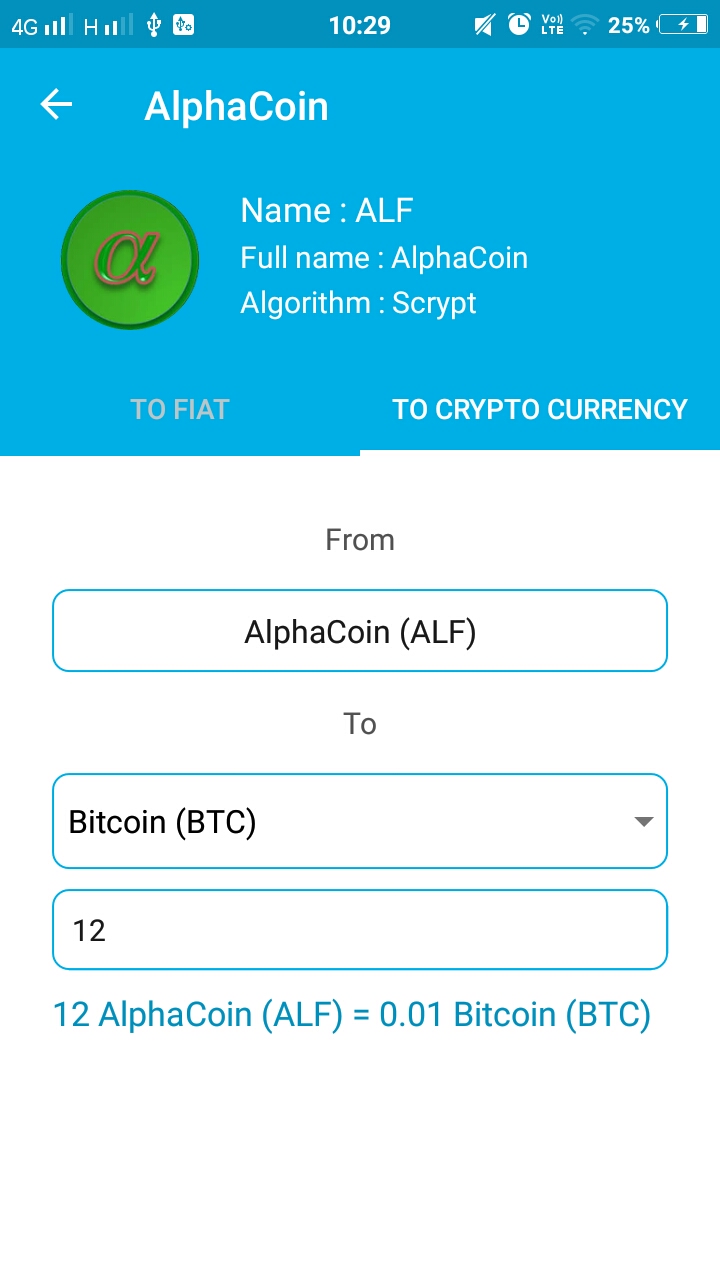 4G H 10:29 Vo)) LTE 25%
AlphaCoin
α
Name : ALF
Full name : AlphaCoin
Algorithm : Scrypt
TO FIAT TO CRYPTO CURRENCY
From
AlphaCoin (ALF)
To
Bitcoin (BTC)
12
12 AlphaCoin (ALF) = 0.01 Bitcoin (BTC)